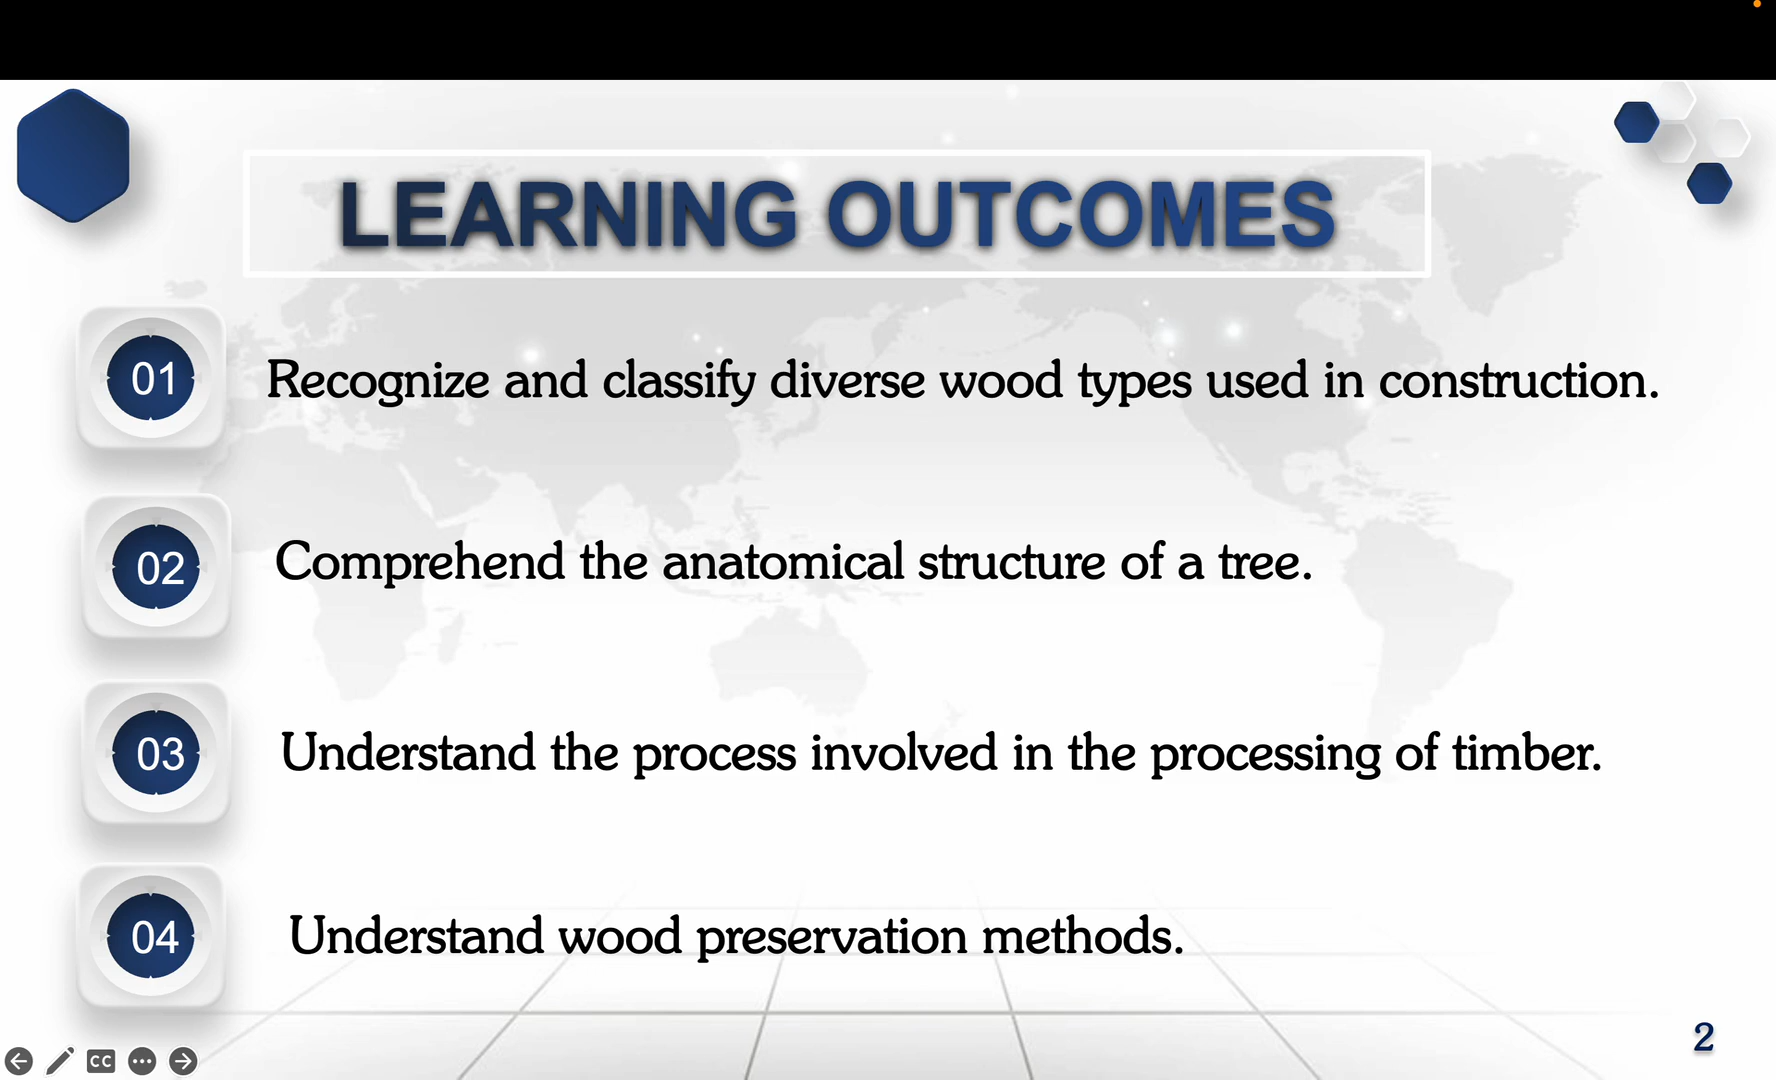 LEARNING OUTCOMES
01
Recognize and classify diverse wood types used in construction.
02
Comprehend the anatomical structure of a tree.
03
Understand the process involved in the processing of timber.
04
Understand wood preservation methods.
CC
2